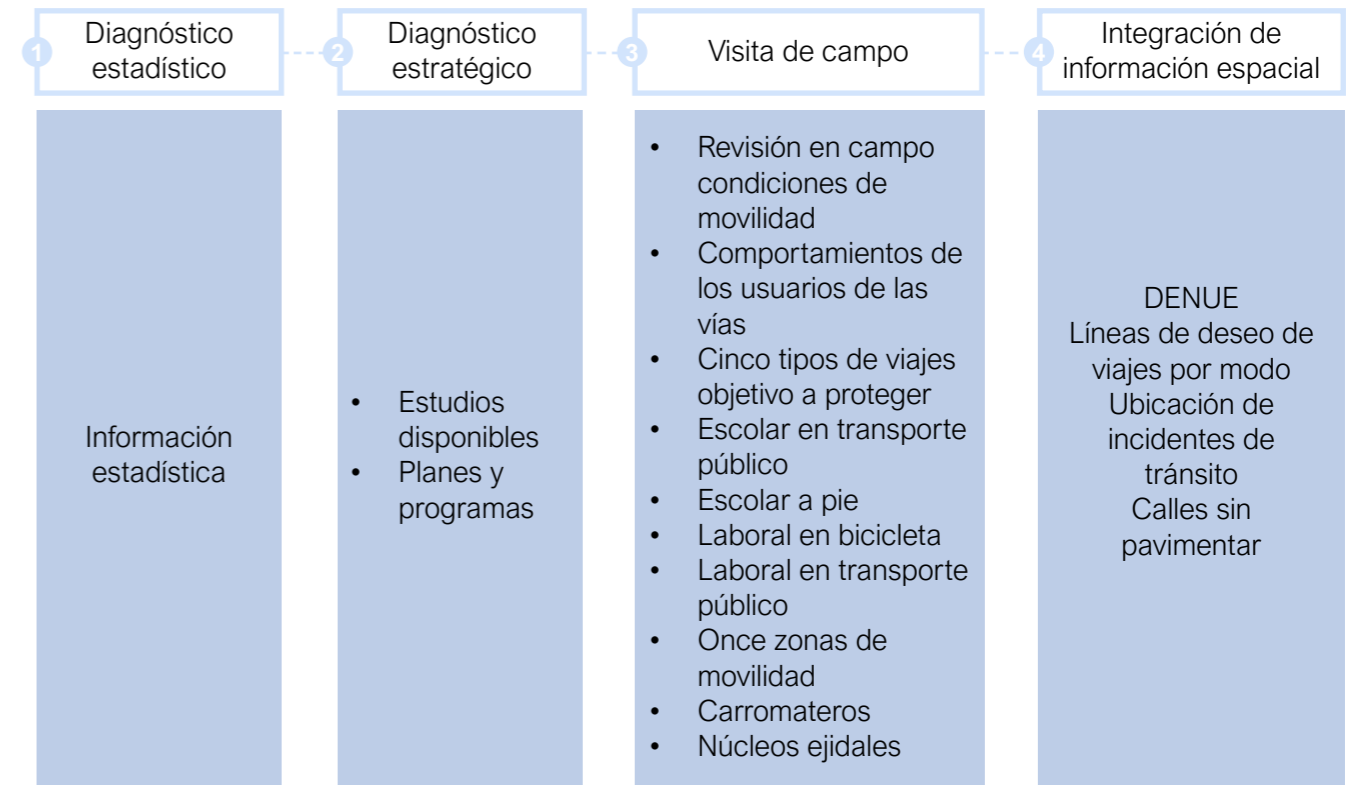 1
Diagnóstico
estadístico
2
Diagnóstico
estratégico
3
Visita de campo
4
Integración de
información espacial
Información
estadística
• Estudios
disponibles
• Planes y
programas
• Revisión en campo
condiciones de
movilidad
• Comportamientos de
los usuarios de las
vías
• Cinco tipos de viajes
objetivo a proteger
• Escolar en transporte
público
• Escolar a pie
• Laboral en bicicleta
• Laboral en transporte
público
• Once zonas de
movilidad
• Carromateros
• Núcleos ejidales
DENUE
Líneas de deseo de
viajes por modo
Ubicación de
incidentes de
tránsito
Calles sin
pavimentar